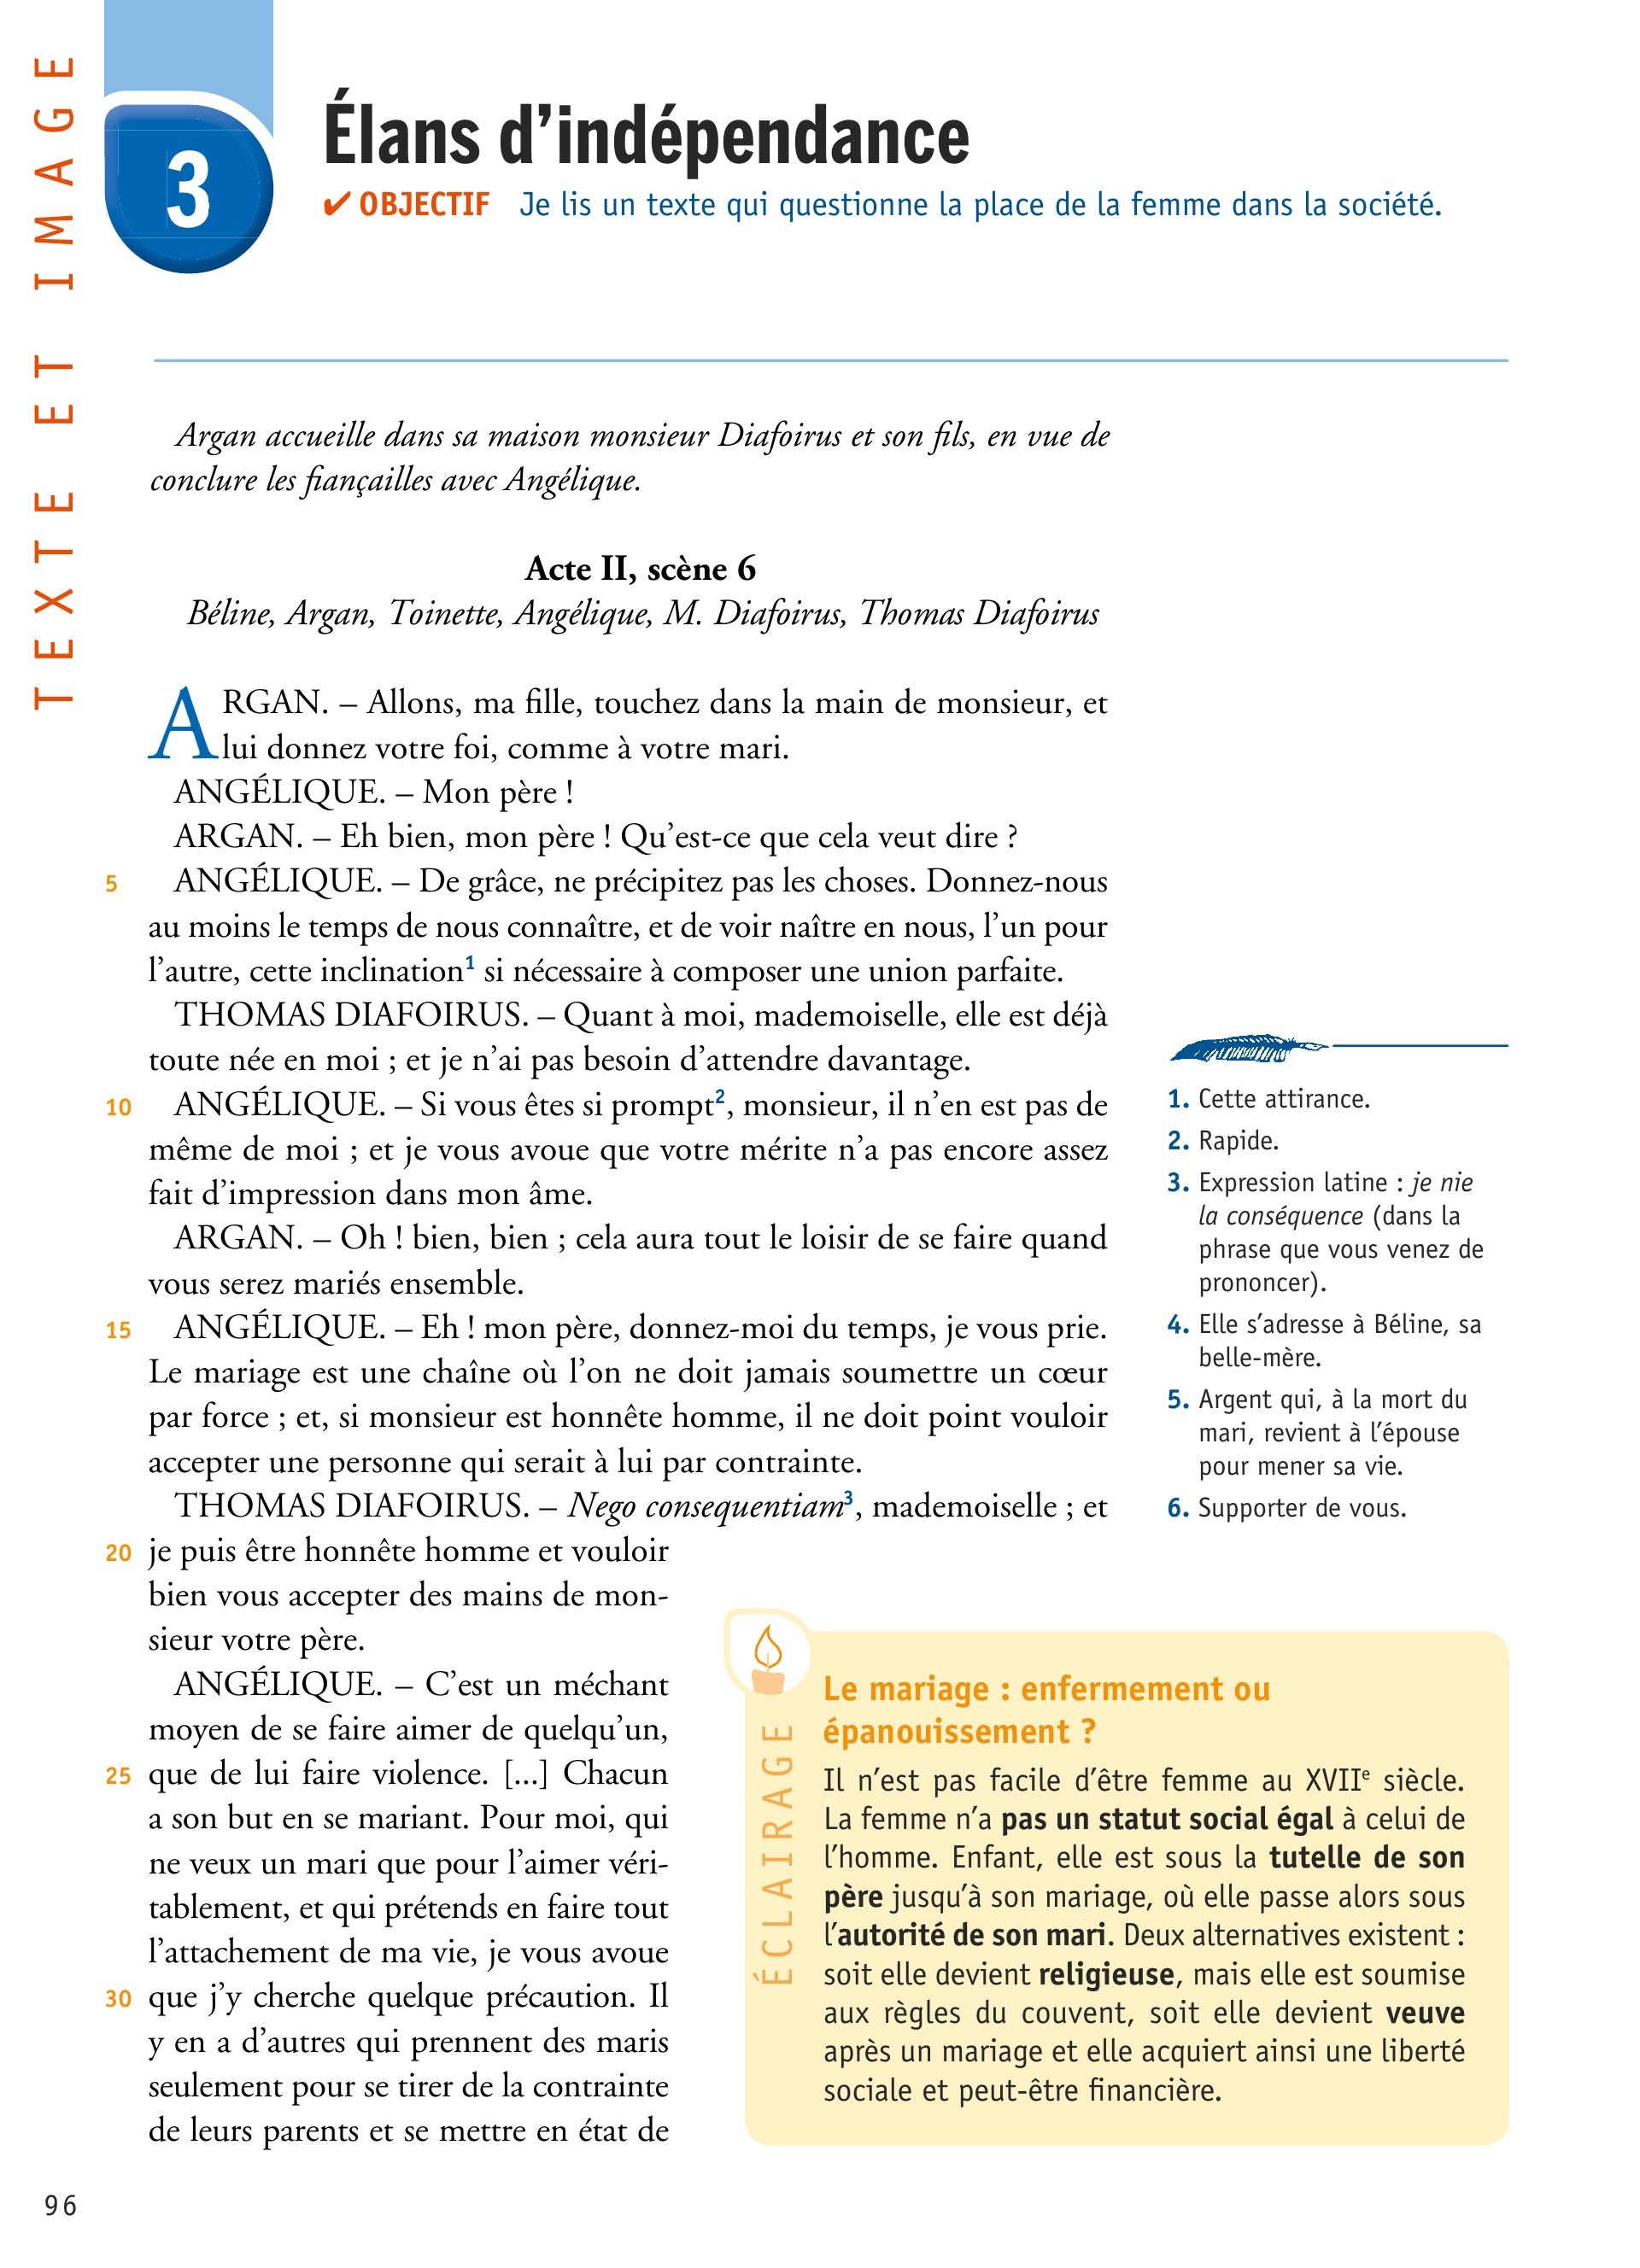 TEXTE ET IMAGE
3
Élans d'indépendance
✔ OBJECTIF Je lis un texte qui questionne la place de la femme dans la société.
Argan accueille dans sa maison monsieur Diafoirus et son fils, en vue de
conclure les fiançailles avec Angélique.
Acte II, scène 6
Béline, Argan, Toinette, Angélique, M. Diafoirus, Thomas Diafoirus
ARGAN. – Allons, ma fille, touchez dans la main de monsieur, et
lui donnez votre foi, comme à votre mari.
ANGÉLIQUE. – Mon père !
ARGAN. – Eh bien, mon père ! Qu'est-ce que cela veut dire ?
5 ANGÉLIQUE. – De grâce, ne précipitez pas les choses. Donnez-nous
au moins le temps de nous connaître, et de voir naître en nous, l'un pour
l'autre, cette inclination¹ si nécessaire à composer une union parfaite.
THOMAS DIAFOIRUS. – Quant à moi, mademoiselle, elle est déjà
toute née en moi ; et je n'ai pas besoin d'attendre davantage.
10 ANGÉLIQUE. – Si vous êtes si prompt², monsieur, il n'en est pas de
même de moi ; et je vous avoue que votre mérite n'a pas encore assez
fait d'impression dans mon âme.
ARGAN. – Oh ! bien, bien ; cela aura tout le loisir de se faire quand
vous serez mariés ensemble.
15 ANGÉLIQUE. – Eh ! mon père, donnez-moi du temps, je vous prie.
Le mariage est une chaîne où l'on ne doit jamais soumettre un cœur
par force ; et, si monsieur est honnête homme, il ne doit point vouloir
accepter une personne qui serait à lui par contrainte.
THOMAS DIAFOIRUS. – Nego consequentiam³, mademoiselle ; et
20 je puis être honnête homme et vouloir
bien vous accepter des mains de mon-
sieur votre père.
ANGÉLIQUE. – C'est un méchant
moyen de se faire aimer de quelqu'un,
25 que de lui faire violence. [...] Chacun
a son but en se mariant. Pour moi, qui
ne veux un mari que pour l'aimer véri-
tablement, et qui prétends en faire tout
l'attachement de ma vie, je vous avoue
30 que j'y cherche quelque précaution. Il
y en a d'autres qui prennent des maris
seulement pour se tirer de la contrainte
de leurs parents et se mettre en état de
1. Cette attirance.
2. Rapide.
3. Expression latine : je nie
la conséquence (dans la
phrase que vous venez de
prononcer).
4. Elle s'adresse à Béline, sa
belle-mère.
5. Argent qui, à la mort du
mari, revient à l'épouse
pour mener sa vie.
6. Supporter de vous.
ÉCLAIRAGE
Le mariage : enfermement ou
épanouissement ?
Il n'est pas facile d'être femme au XVIIe siècle.
La femme n'a pas un statut social égal à celui de
l'homme. Enfant, elle est sous la tutelle de son
père jusqu'à son mariage, où elle passe alors sous
l'autorité de son mari. Deux alternatives existent :
soit elle devient religieuse, mais elle est soumise
aux règles du couvent, soit elle devient veuve
après un mariage et elle acquiert ainsi une liberté
sociale et peut-être financière.
96